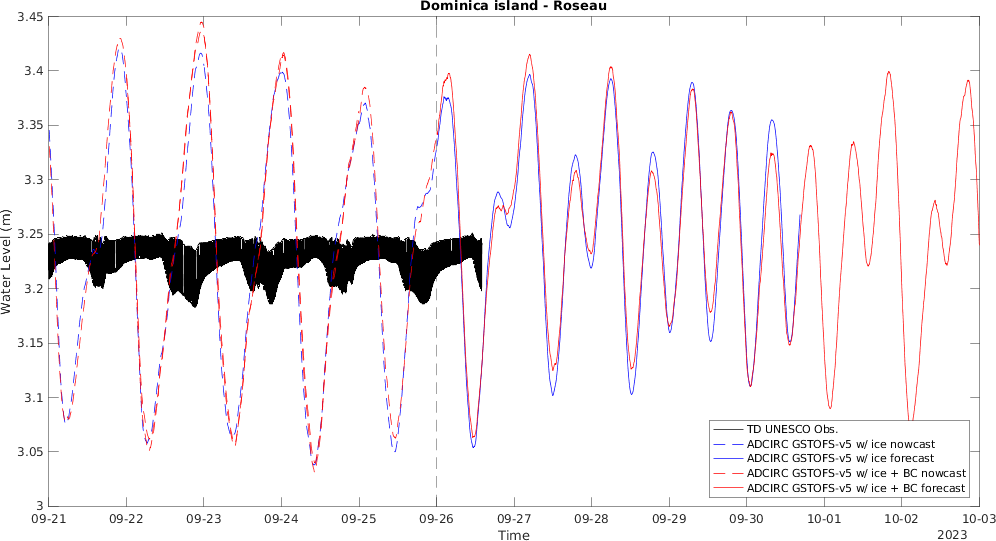 Dominica island - Roseau
3.45
3.4
3.35
3.3
3.25
3.2
3.15
3.1
3.05
3
Water Level (m)
TD UNESCO Obs.
ADCIRC GSTOFS-v5 w/ ice nowcast
ADCIRC GSTOFS-v5 w/ ice forecast
ADCIRC GSTOFS-v5 w/ ice + BC nowcast
ADCIRC GSTOFS-v5 w/ ice + BC forecast
09-21 09-22 09-23 09-24 09-25 09-26 09-27 09-28 09-29 09-30 10-01 10-02 10-03
Time
2023